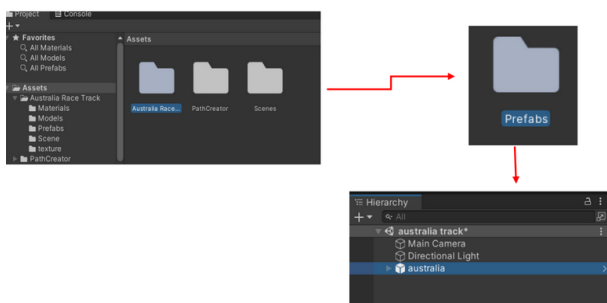 Project Console
Favorites
All Materials
All Models
All Prefabs
Assets
Australia Race Track
Materials
Models
Prefabs
Scene
texture
PathCreator
Assets
Australia Race... PathCreator Scenes
Prefabs
Hierarchy
All
australia track*
Main Camera
Directional Light
australia